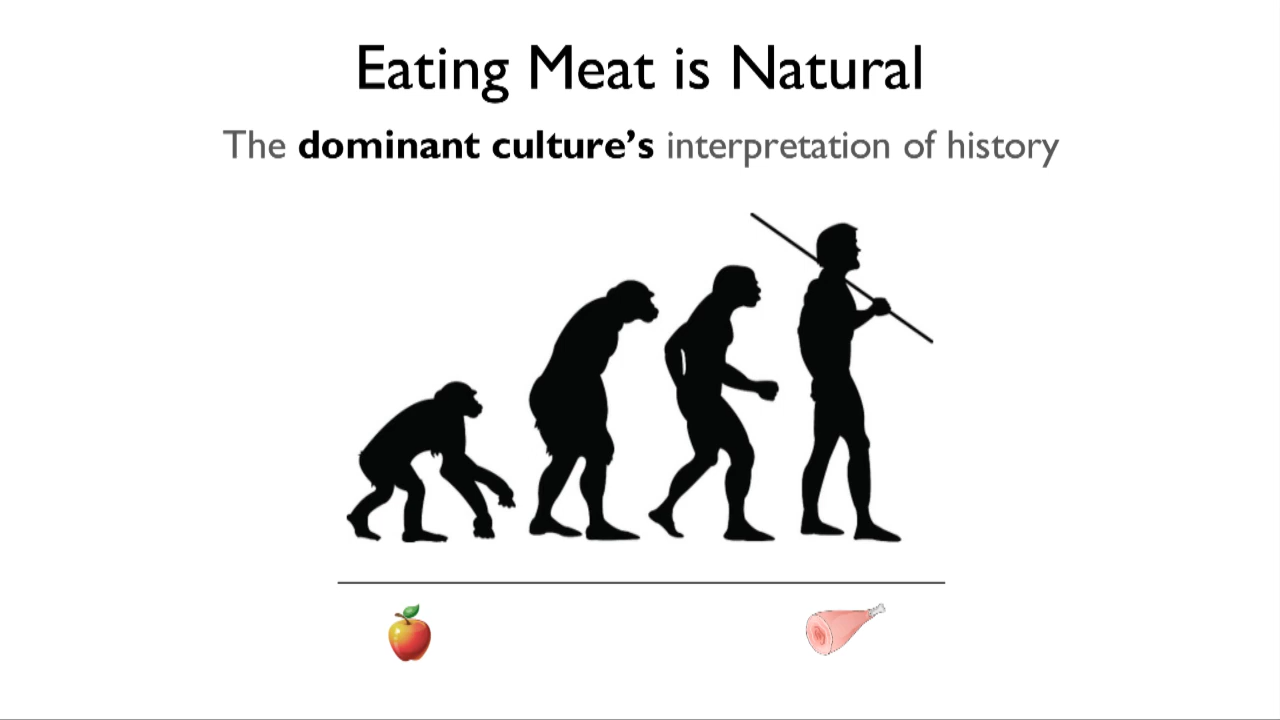 Eating Meat is Natural
The dominant culture’s interpretation of history